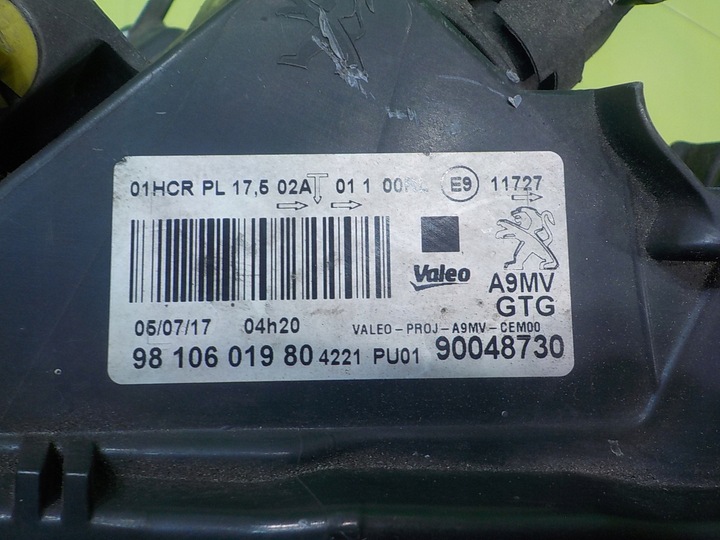 01HCR PL 17,5 02A 01 1 E9 11727
Valeo
A9MV
GTG
05/07/17 04h20 VALEO-PROJ-A9MV-CEM00
98 106 019 80 4221 PU01 90048730